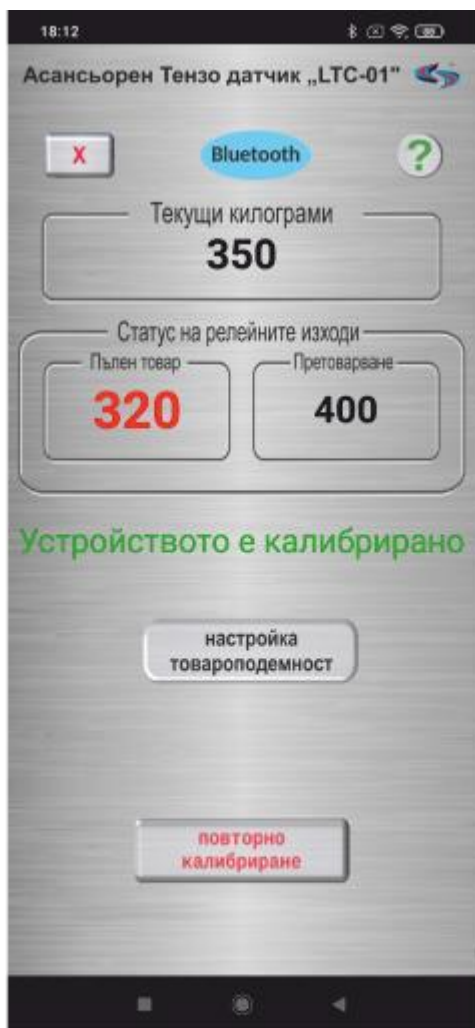 18:12
Асансьорен Тензо датчик „LTC-01"
X
Bluetooth
?
Текущи килограми
350
Статус на релейните изходи
Пълен товар
Претоварване
320
400
Устройството е калибрирано
настройка
товароподемност
повторно
калибриране